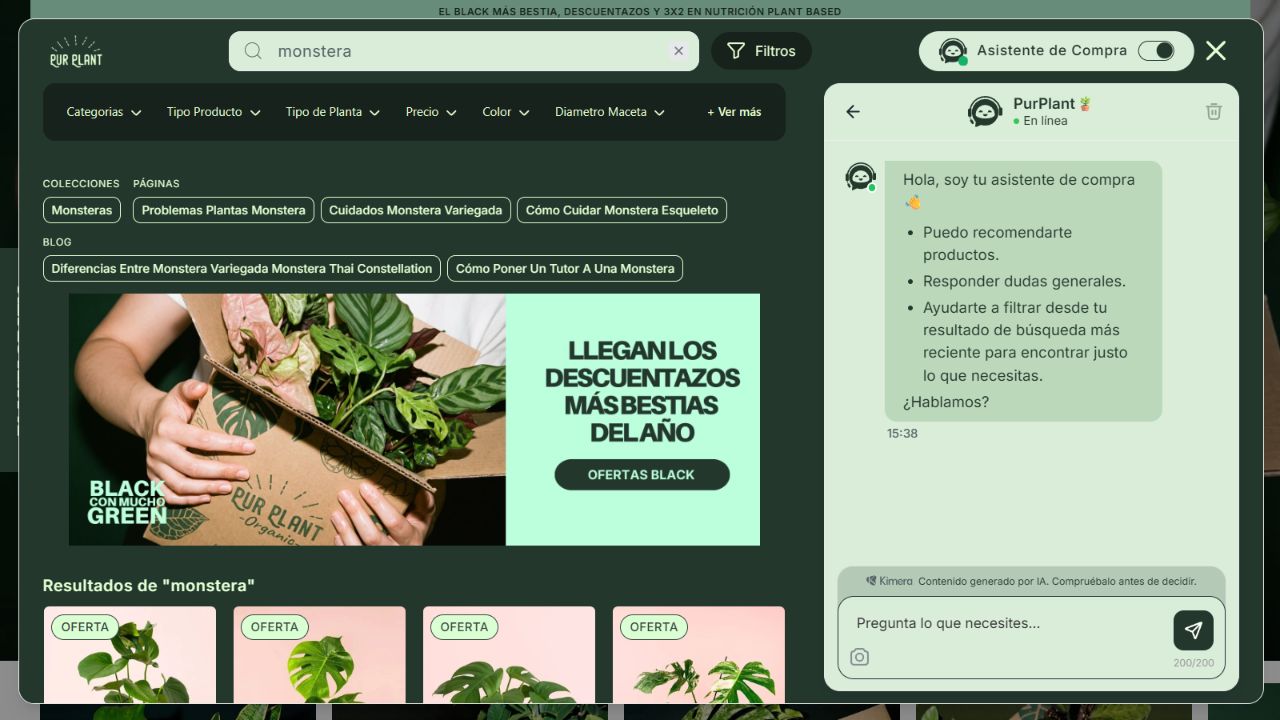 EL BLACK MÁS BESTIA, DESCUENTAZOS Y 3X2 EN NUTRICIÓN PLANT BASED
PUR PLANT
monstera
Filtros
Asistente de Compra
Categorias
Tipo Producto
Tipo de Planta
Precio
Color
Diametro Maceta
+ Ver más
COLECCIONES
PÁGINAS
Monsteras
Problemas Plantas Monstera
Cuidados Monstera Variegada
Cómo Cuidar Monstera Esqueleto
BLOG
Diferencias Entre Monstera Variegada Monstera Thai Constellation
Cómo Poner Un Tutor A Una Monstera
BLACK
CON MUCHO
GREEN
PUR PLANT
-Organic-
LLEGAN LOS
DESCUENTAZOS
MÁS BESTIAS
DEL AÑO
OFERTAS BLACK
Resultados de "monstera"
OFERTA
OFERTA
OFERTA
OFERTA
PurPlant 🪴
En línea
Hola, soy tu asistente de compra
👋
• Puedo recomendarte
productos.
• Responder dudas generales.
• Ayudarte a filtrar desde tu
resultado de búsqueda más
reciente para encontrar justo
lo que necesitas.
¿Hablamos?
15:38
Kimera Contenido generado por IA. Compruébalo antes de decidir.
Pregunta lo que necesites...
200/200